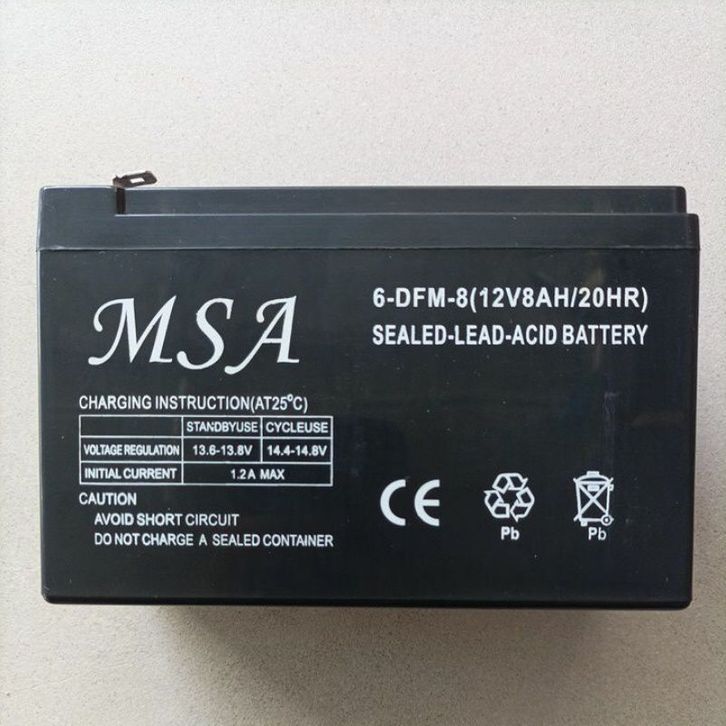 MSA
6-DFM-8(12V8AH/20HR)
SEALED-LEAD-ACID BATTERY
CHARGING INSTRUCTION(AT25°C)
STANDBYUSE CYCLEUSE
VOLTAGE REGULATION 13.6-13.8V 14.4-14.8V
INITIAL CURRENT 1.2A MAX
CAUTION
AVOID SHORT CIRCUIT
DO NOT CHARGE A SEALED CONTAINER
CE
Pb Pb